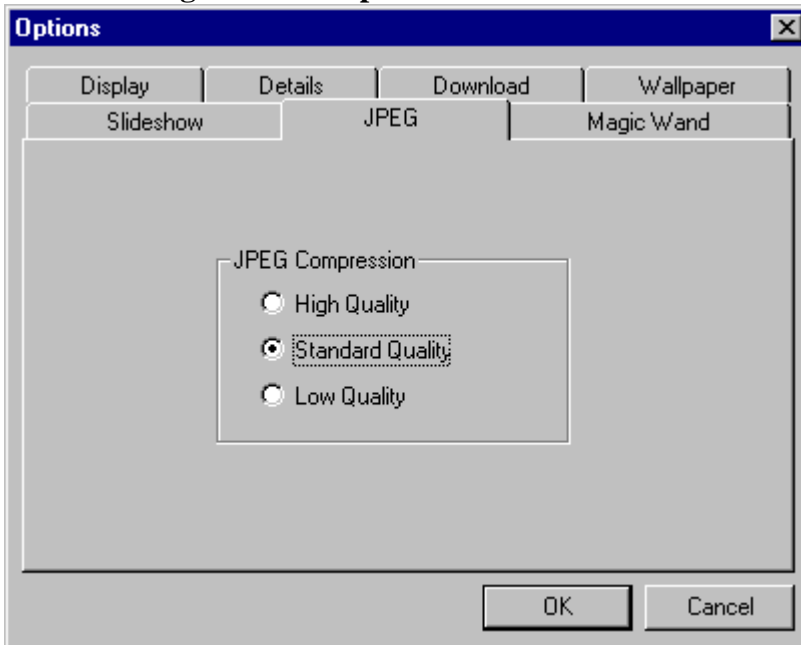 Options
Display Details Download Wallpaper
Slideshow JPEG Magic Wand
JPEG Compression
High Quality
Standard Quality
Low Quality
OK Cancel